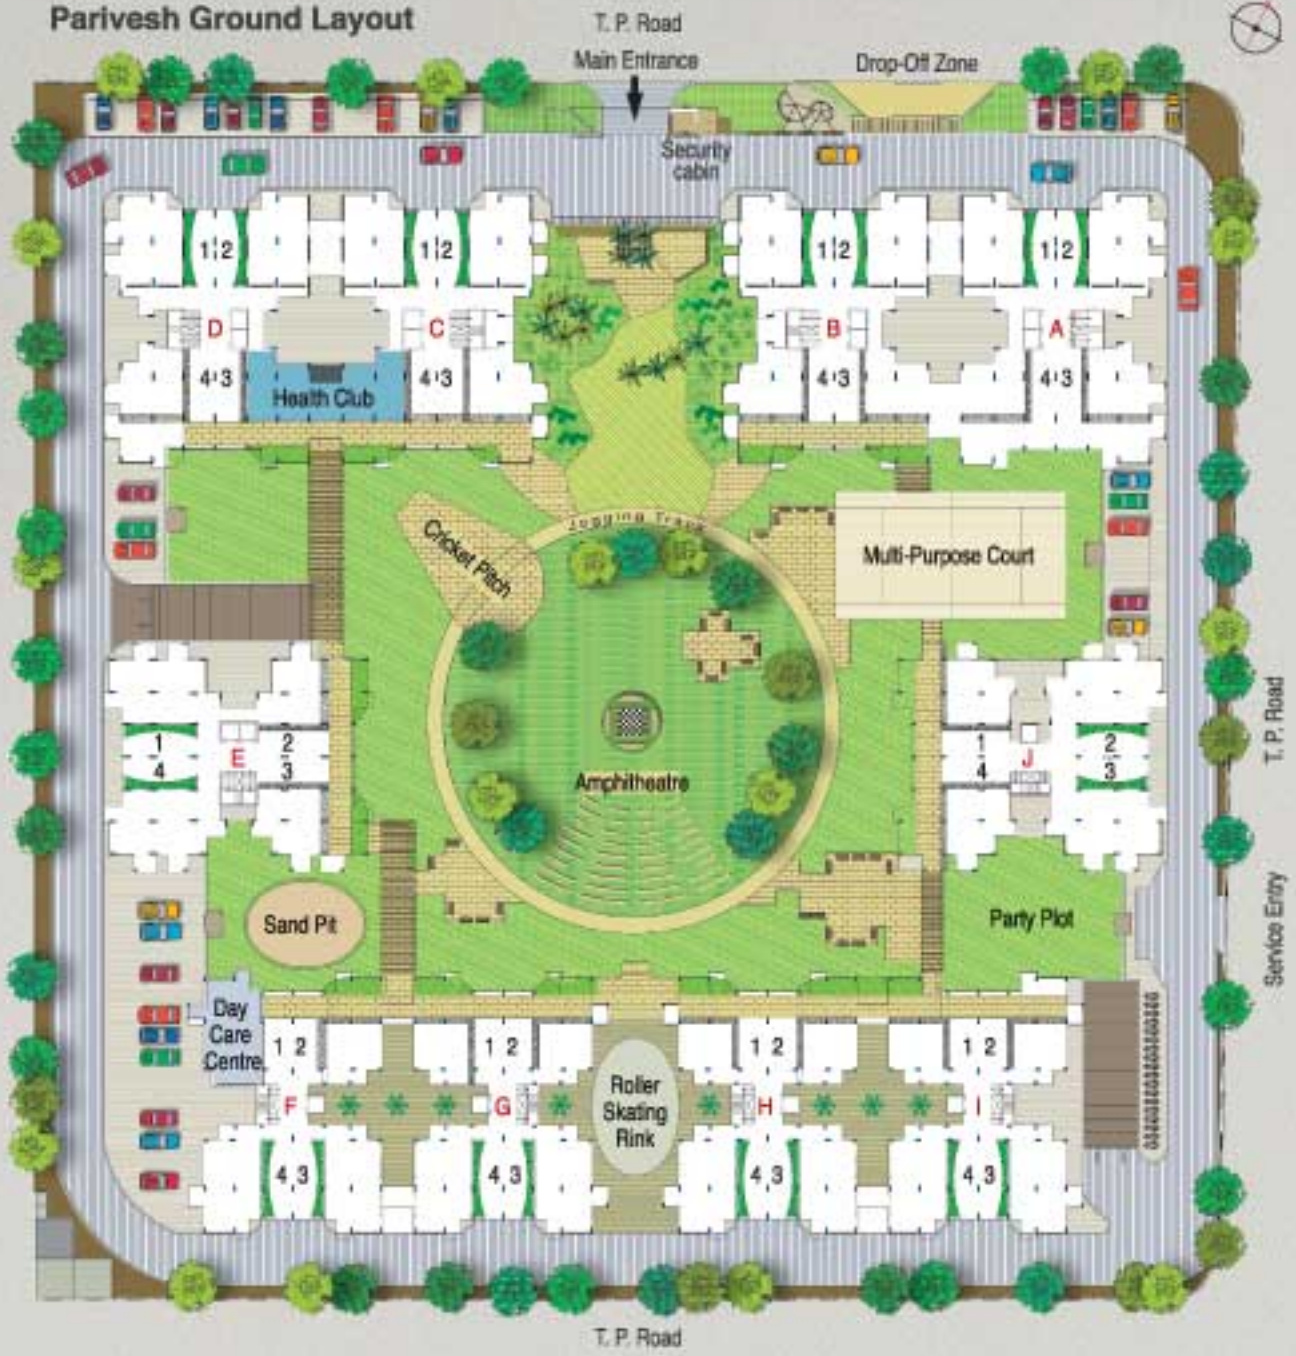 Parivesh Ground Layout
T. P. Road
Main Entrance
Drop-Off Zone
Security
cabin
1 2
1 2
1 2
1 2
D
C
B
A
4 3
4 3
4 3
4 3
Health Club
Jogging Track
Cricket Pitch
Multi-Purpose Court
1
4
E
2
3
1
4
J
2
3
T. P. Road
Amphitheatre
Sand Pit
Party Plot
Service Entry
Day
Care
Centre
1 2
1 2
1 2
1 2
F
G
H
I
Roller
Skating
Rink
4 3
4 3
4 3
4 3
T. P. Road